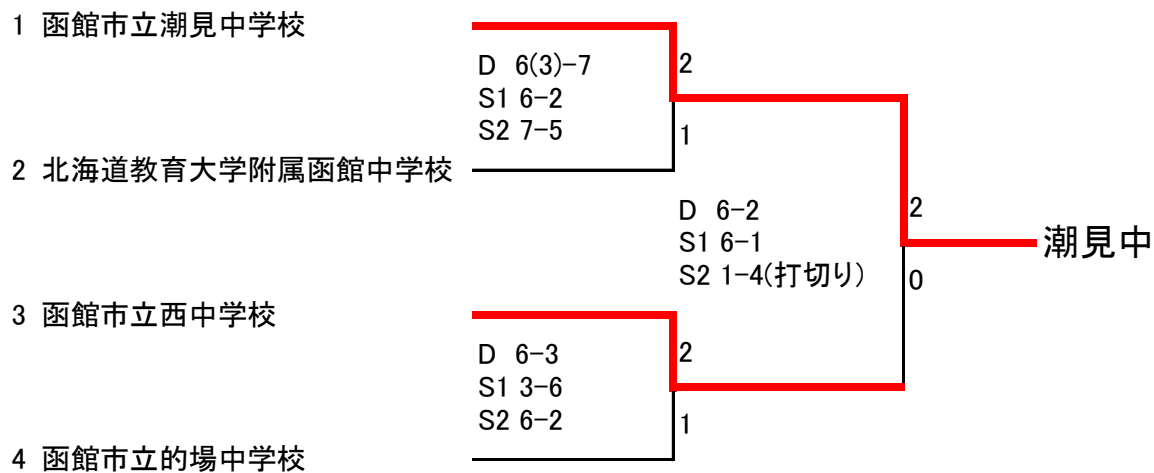 1 函館市立潮見中学校
D 6(3)-7
S1 6-2
S2 7-5
2
1
2 北海道教育大学附属函館中学校
D 6-2
S1 6-1
S2 1-4(打切り)
2
0
潮見中
3 函館市立西中学校
D 6-3
S1 3-6
S2 6-2
2
1
4 函館市立的場中学校